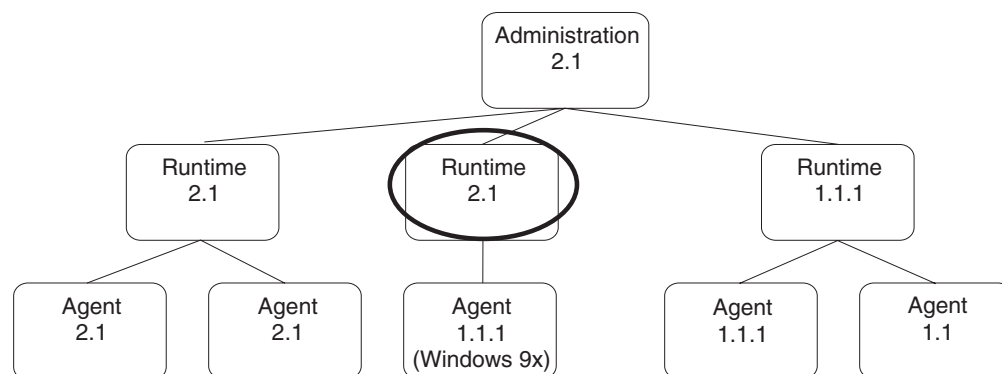 Administration
2.1
Runtime
2.1
Runtime
2.1
Runtime
1.1.1
Agent
2.1
Agent
2.1
Agent
1.1.1
(Windows 9x)
Agent
1.1.1
Agent
1.1